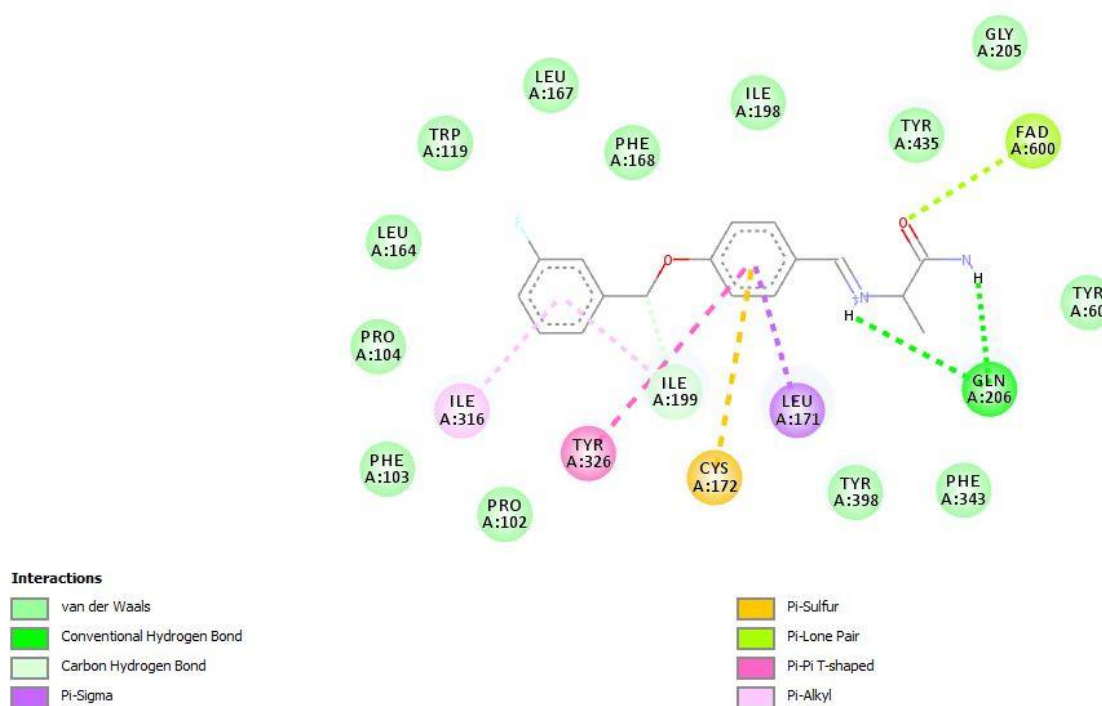 GLY
A:205
LEU
A:167
ILE
A:198
TRP
A:119
PHE
A:168
TYR
A:435
FAD
A:600
LEU
A:164
F
O
O
N
H
N+
H
TYR
A:60
PRO
A:104
ILE
A:316
ILE
A:199
LEU
A:171
GLN
A:206
TYR
A:326
CYS
A:172
PHE
A:103
PRO
A:102
TYR
A:398
PHE
A:343
Interactions
van der Waals
Conventional Hydrogen Bond
Carbon Hydrogen Bond
Pi-Sigma
Pi-Sulfur
Pi-Lone Pair
Pi-Pi T-shaped
Pi-Alkyl